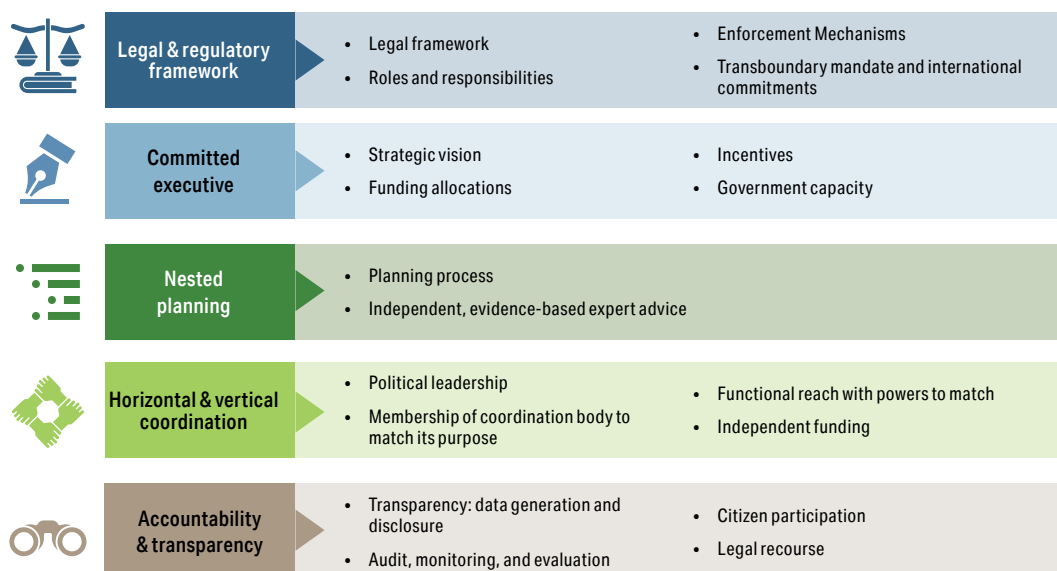 Legal & regulatory
framework
• Legal framework
• Roles and responsibilities
• Enforcement Mechanisms
• Transboundary mandate and international
commitments
Committed
executive
• Strategic vision
• Funding allocations
• Incentives
• Government capacity
Nested
planning
• Planning process
• Independent, evidence-based expert advice
Horizontal & vertical
coordination
• Political leadership
• Membership of coordination body to
match its purpose
• Functional reach with powers to match
• Independent funding
Accountability
& transparency
• Transparency: data generation and
disclosure
• Audit, monitoring, and evaluation
• Citizen participation
• Legal recourse